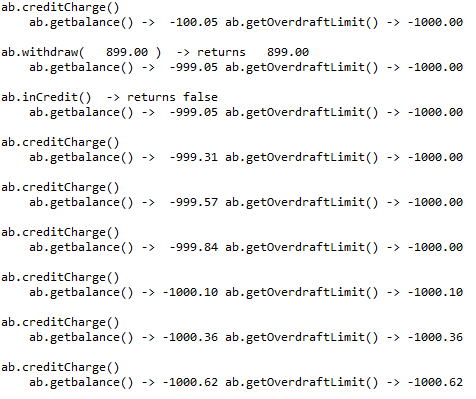 ab.creditCharge()
ab.getbalance() -> -100.05 ab.getOverdraftLimit() -> -1000.00
ab.withdraw( 899.00 ) -> returns 899.00
ab.getbalance() -> -999.05 ab.getOverdraftLimit() -> -1000.00
ab.inCredit() -> returns false
ab.getbalance() -> -999.05 ab.getOverdraftLimit() -> -1000.00
ab.creditCharge()
ab.getbalance() -> -999.31 ab.getOverdraftLimit() -> -1000.00
ab.creditCharge()
ab.getbalance() -> -999.57 ab.getOverdraftLimit() -> -1000.00
ab.creditCharge()
ab.getbalance() -> -999.84 ab.getOverdraftLimit() -> -1000.00
ab.creditCharge()
ab.getbalance() -> -1000.10 ab.getOverdraftLimit() -> -1000.10
ab.creditCharge()
ab.getbalance() -> -1000.36 ab.getOverdraftLimit() -> -1000.36
ab.creditCharge()
ab.getbalance() -> -1000.62 ab.getOverdraftLimit() -> -1000.62